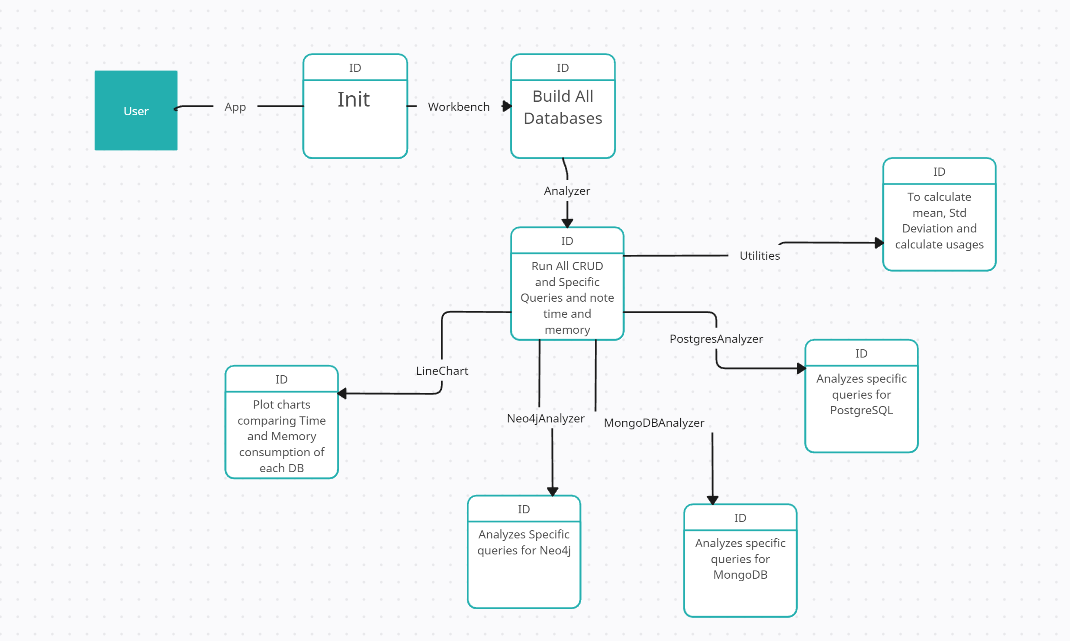 ID
ID
User
App
Init
Workbench
Build All
Databases
ID
To calculate
mean, Std
Deviation and
calculate usages
Analyzer
ID
Run All CRUD
and Specific
Queries and note
time and
memory
Utilities
PostgresAnalyzer
ID
Analyzes specific
queries for
PostgreSQL
LineChart
ID
Plot charts
comparing Time
and Memory
consumption of
each DB
Neo4jAnalyzer
MongoDBAnalyzer
ID
Analyzes Specific
queries for Neo4j
ID
Analyzes specific
queries for
MongoDB